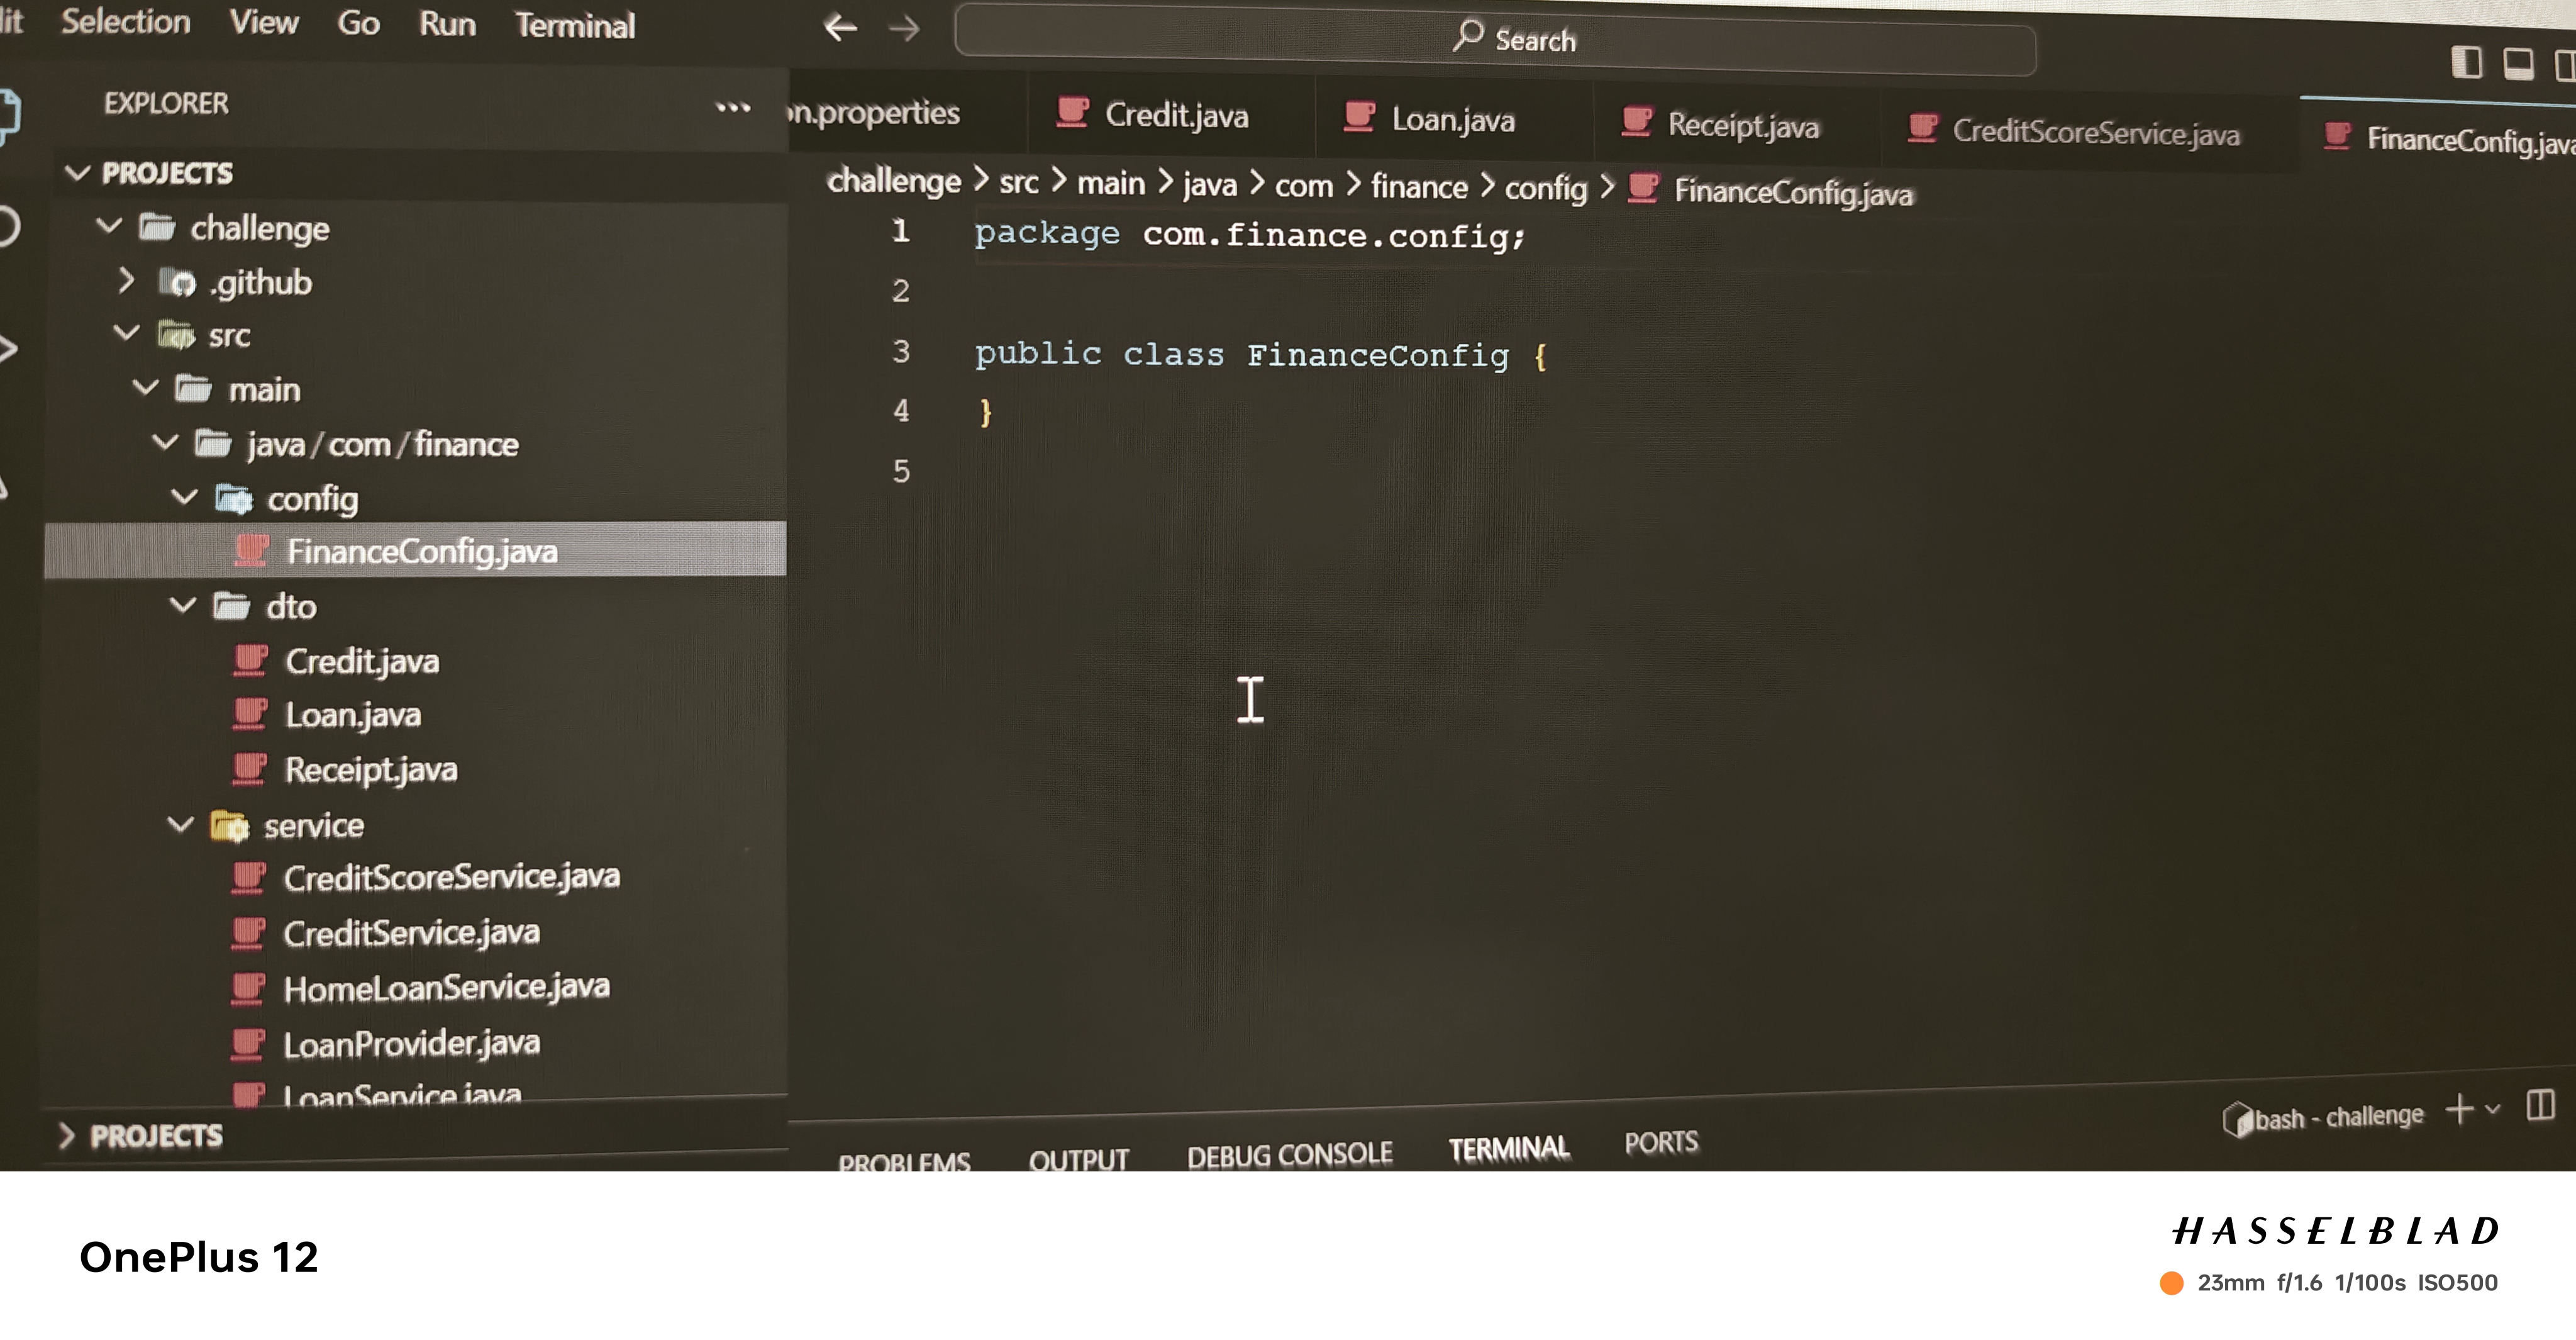 Selection View Go Run Terminal
Search
EXPLORER
PROJECTS
challenge
.github
src
main
java/com/finance
config
FinanceConfig.java
dto
Credit.java
Loan.java
Receipt.java
service
CreditScoreService.java
CreditService.java
HomeLoanService.java
LoanProvider.java
LoanService.java
PROJECTS
n.properties Credit.java Loan.java Receipt.java CreditScoreService.java FinanceConfig.java
challenge > src > main > java > com > finance > config > FinanceConfig.java
1 package com.finance.config;
2
3 public class FinanceConfig {
4 }
5
bash - challenge
PROBLEMS OUTPUT DEBUG CONSOLE TERMINAL PORTS
OnePlus 12
HASSELBLAD
23mm f/1.6 1/100s ISO500